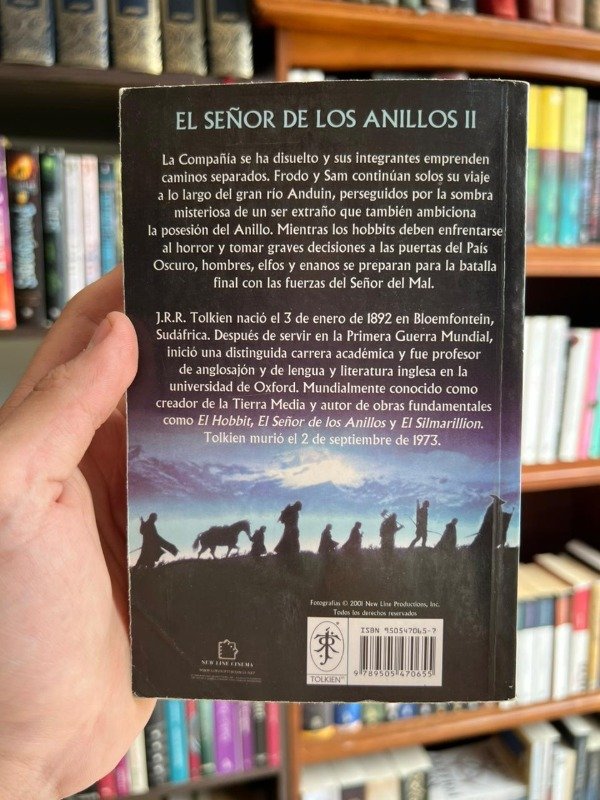 EL SEÑOR DE LOS ANILLOS II
La Compañía se ha disuelto y sus integrantes emprenden
caminos separados. Frodo y Sam continúan solos su viaje
a lo largo del gran río Anduin, perseguidos por la sombra
misteriosa de un ser extraño que también ambiciona
la posesión del Anillo. Mientras los hobbits deben enfrentarse
al horror y tomar graves decisiones a las puertas del País
Oscuro, hombres, elfos y enanos se preparan para la batalla
final con las fuerzas del Señor del Mal.
J.R.R. Tolkien nació el 3 de enero de 1892 en Bloemfontein,
Sudáfrica. Después de servir en la Primera Guerra Mundial,
inició una distinguida carrera académica y fue profesor
de anglosajón y de lengua y literatura inglesa en la
universidad de Oxford. Mundialmente conocido como
creador de la Tierra Media y autor de obras fundamentales
como El Hobbit, El Señor de los Anillos y El Silmarillion.
Tolkien murió el 2 de septiembre de 1973.
Fotografías © 2001 New Line Productions, Inc.
Todos los derechos reservados
NEW LINE CINEMA
TOLKIEN
ISBN 950547065-7
9 789505 470655